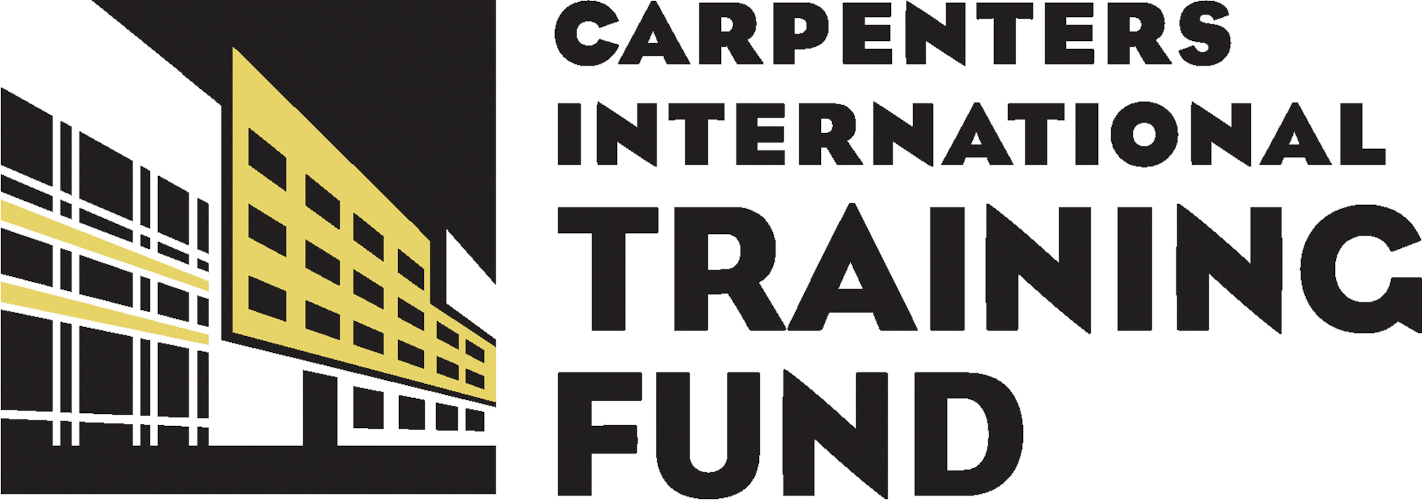 CARPENTERS
INTERNATIONAL
TRAINING
FUND